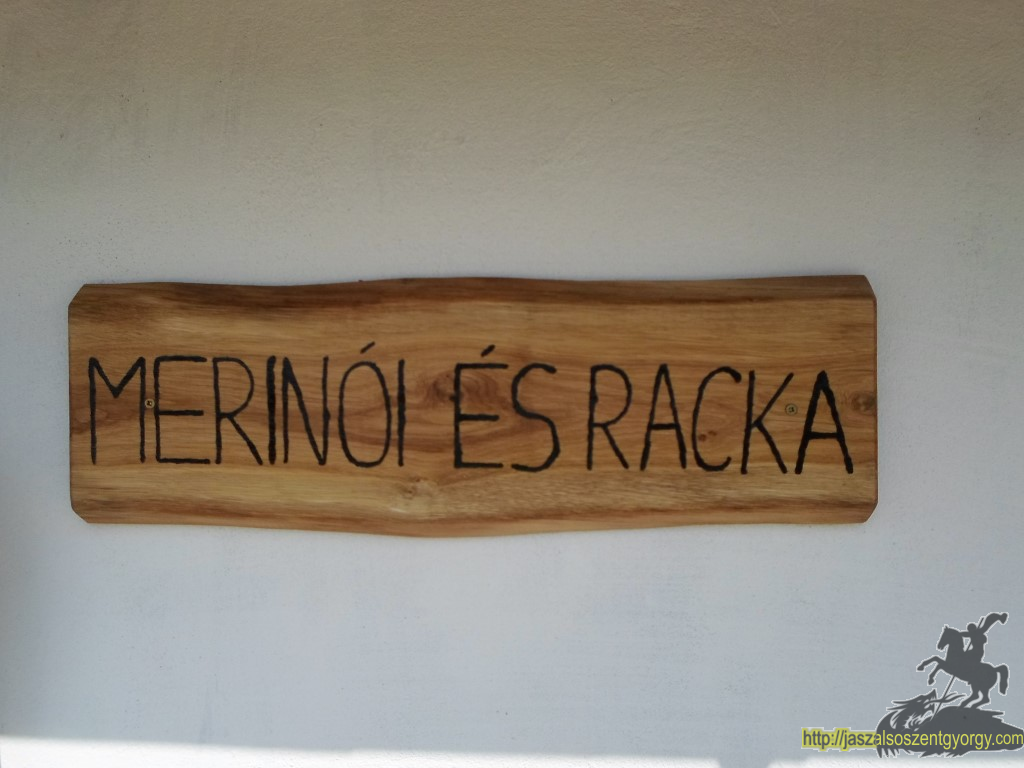 MERINÓI ÉS RACKA
http://jaszalsoszentgyorgy.com